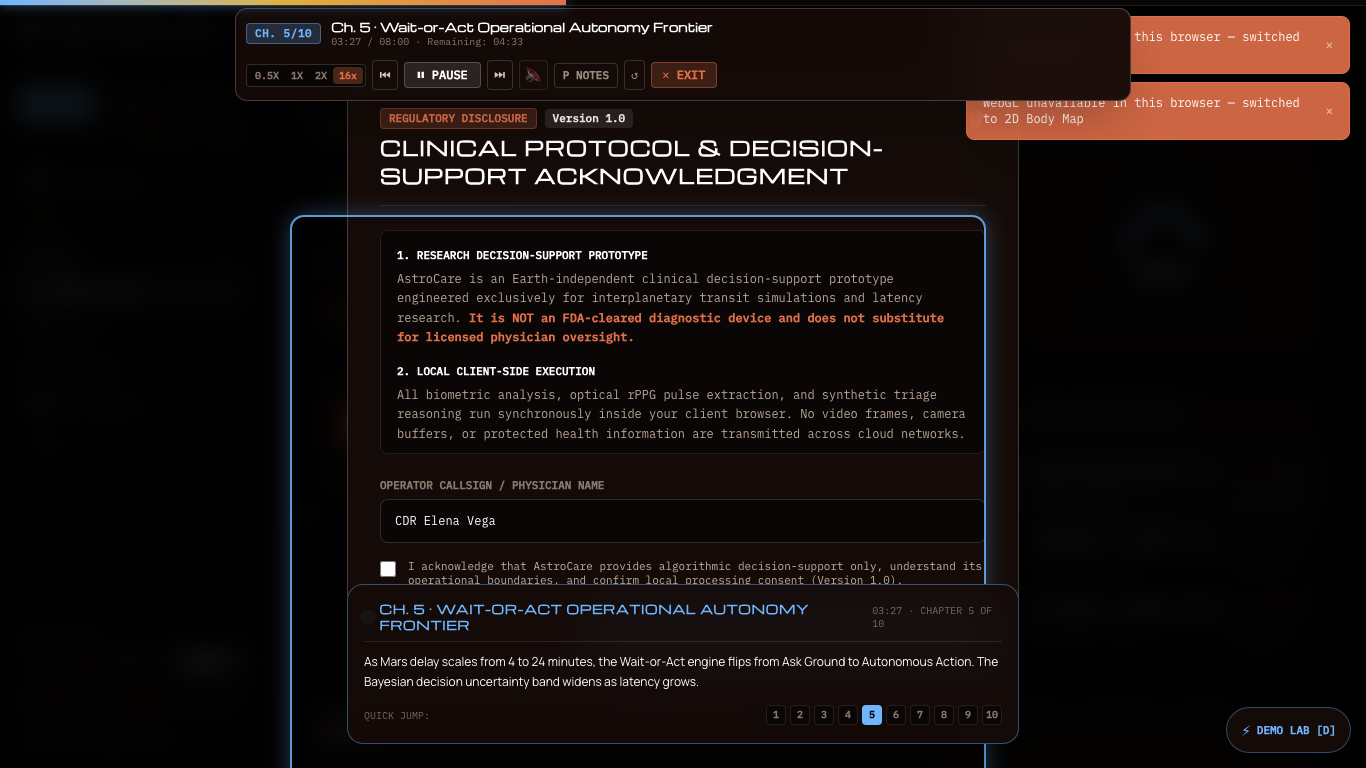 CH. 5/10
Ch. 5 · Wait-or-Act Operational Autonomy Frontier
03:27 / 08:00 · Remaining: 04:33
0.5X 1X 2X 16x
⏮ ⏸ PAUSE ⏭ P NOTES ↺ ✕ EXIT
this browser — switched
×
WebGL unavailable in this browser — switched
to 2D Body Map
×
REGULATORY DISCLOSURE Version 1.0
CLINICAL PROTOCOL & DECISION-
SUPPORT ACKNOWLEDGMENT
1. RESEARCH DECISION-SUPPORT PROTOTYPE
AstroCare is an Earth-independent clinical decision-support prototype
engineered exclusively for interplanetary transit simulations and latency
research. It is NOT an FDA-cleared diagnostic device and does not substitute
for licensed physician oversight.
2. LOCAL CLIENT-SIDE EXECUTION
All biometric analysis, optical rPPG pulse extraction, and synthetic triage
reasoning run synchronously inside your client browser. No video frames, camera
buffers, or protected health information are transmitted across cloud networks.
OPERATOR CALLSIGN / PHYSICIAN NAME
CDR Elena Vega
I acknowledge that AstroCare provides algorithmic decision-support only, understand its
operational boundaries, and confirm local processing consent (Version 1.0).
CH. 5 · WAIT-OR-ACT OPERATIONAL AUTONOMY
FRONTIER
03:27 · CHAPTER 5 OF
10
As Mars delay scales from 4 to 24 minutes, the Wait-or-Act engine flips from Ask Ground to Autonomous Action. The
Bayesian decision uncertainty band widens as latency grows.
QUICK JUMP: 1 2 3 4 5 6 7 8 9 10
⚡ DEMO LAB [D]